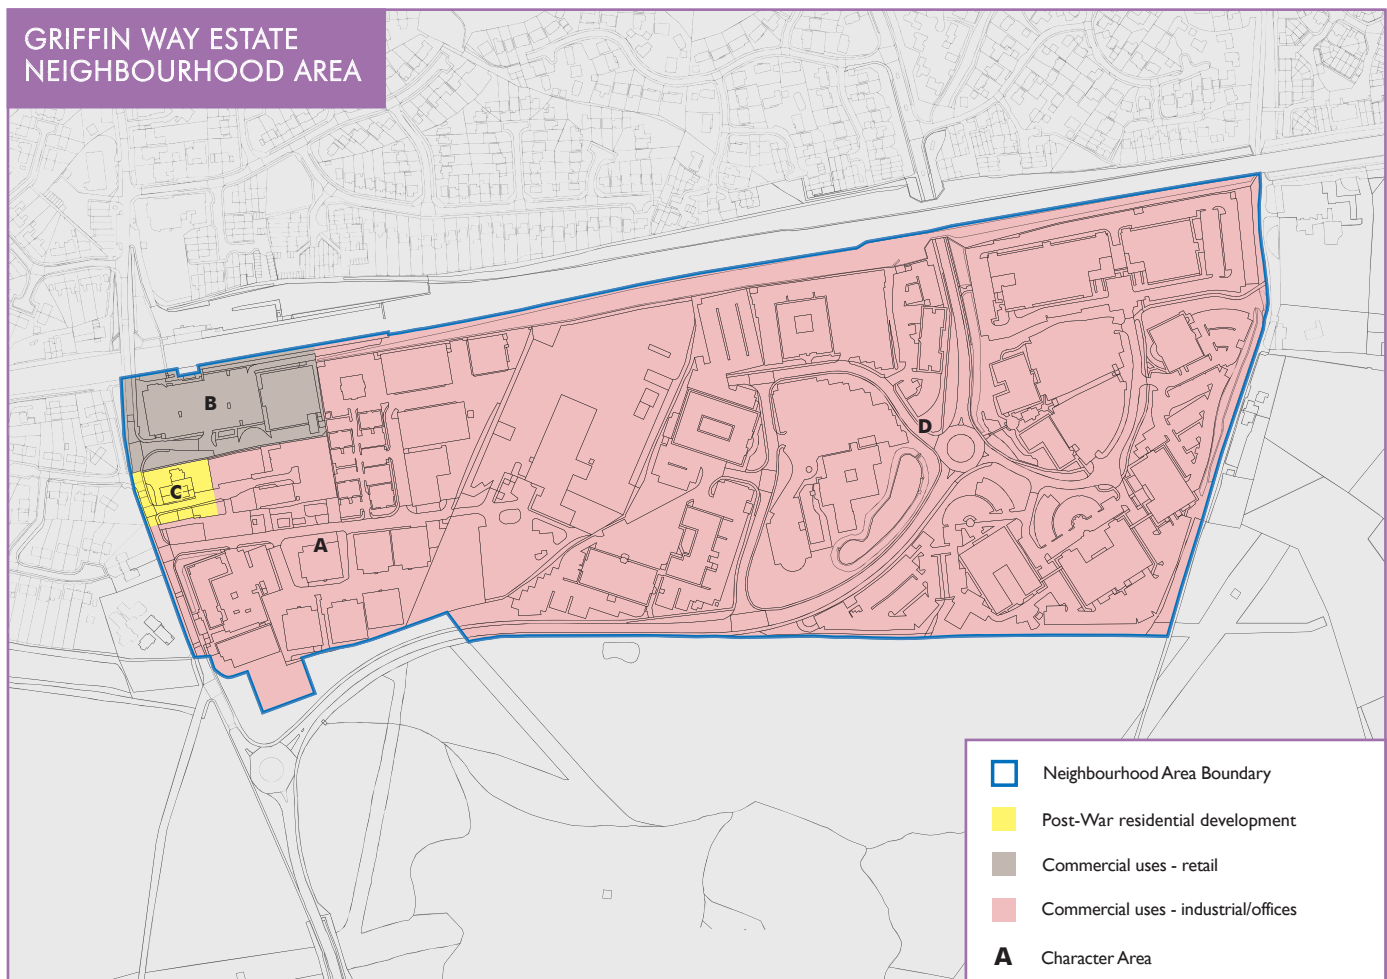 GRIFFIN WAY ESTATE
NEIGHBOURHOOD AREA
B
D
C
A
Neighbourhood Area Boundary
Post-War residential development
Commercial uses - retail
Commercial uses - industrial/offices
A Character Area